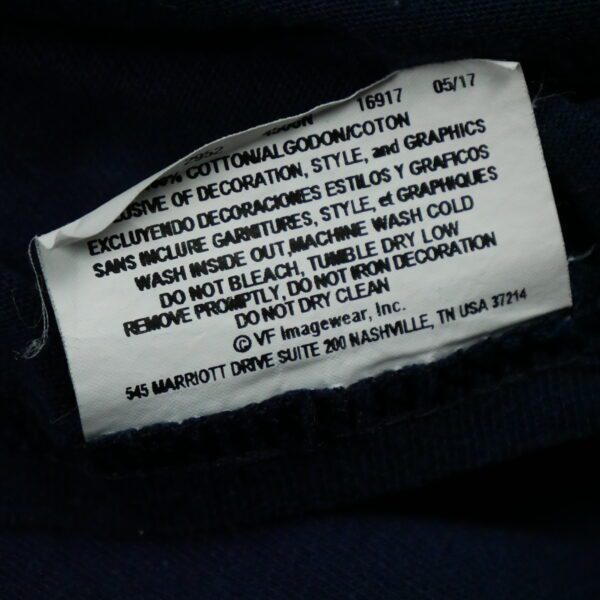 16917 05/17
COTTON/ALGODON/COTON
OF DECORATION, STYLE, and GRAPHICS
EXCLUYENDO DECORACIONES ESTILOS Y GRAFICOS
SANS INCLURE GARNITURES, STYLE, et GRAPHIQUES
WASH INSIDE OUT, MACHINE WASH COLD
DO NOT BLEACH, TUMBLE DRY LOW
REMOVE PROMPTLY, DO NOT IRON DECORATION
DO NOT DRY CLEAN
© VF Imagewear, Inc.
545 MARRIOTT DRIVE SUITE 200 NASHVILLE, TN USA 37214